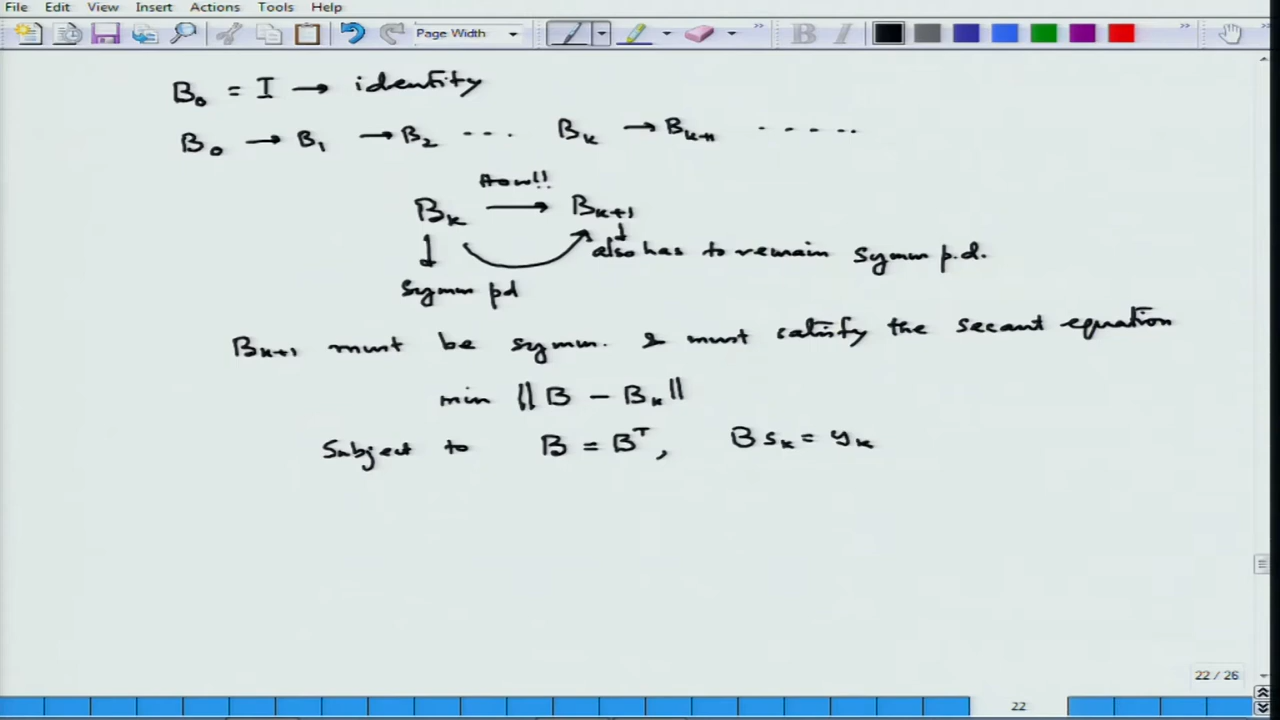 File Edit View Insert Actions Tools Help
Page Width
B₀ = I → identity
B₀ → B₁ → B₂ ... Bₖ → Bₖ₊₁ ......
How!!
Bₖ → Bₖ₊₁
also has to remain symm p.d.
symm pd
Bₖ₊₁ must be symm. & must satisfy the secant equation
min ||B − Bₖ||
Subject to B = Bᵀ, B sₖ = yₖ
22 / 26
22